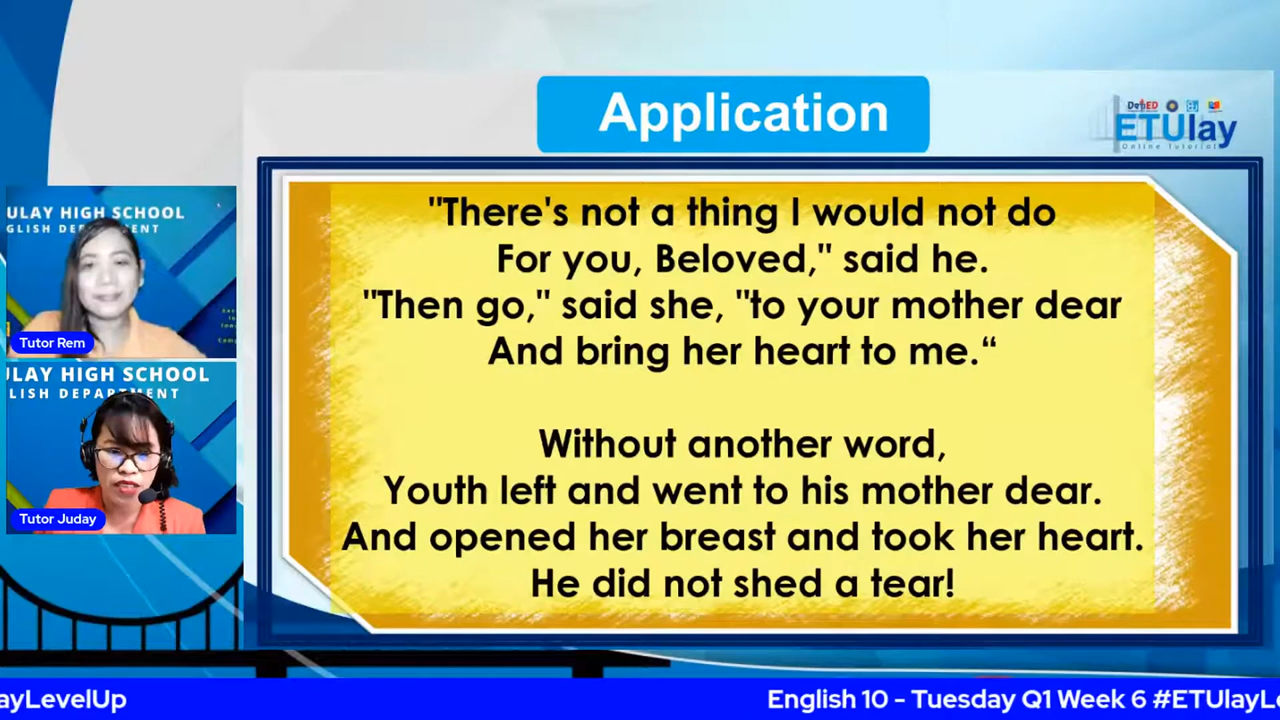 Application
DepED
ETUlay
Online Tutorial
"There's not a thing I would not do
For you, Beloved," said he.
"Then go," said she, "to your mother dear
And bring her heart to me.“
Without another word,
Youth left and went to his mother dear.
And opened her breast and took her heart.
He did not shed a tear!
ULAY HIGH SCHOOL
GLISH DEPARTMENT
Tutor Rem
ULAY HIGH SCHOOL
LISH DEPARTMENT
Tutor Juday
ayLevelUp
English 10 - Tuesday Q1 Week 6 #ETUlayLe